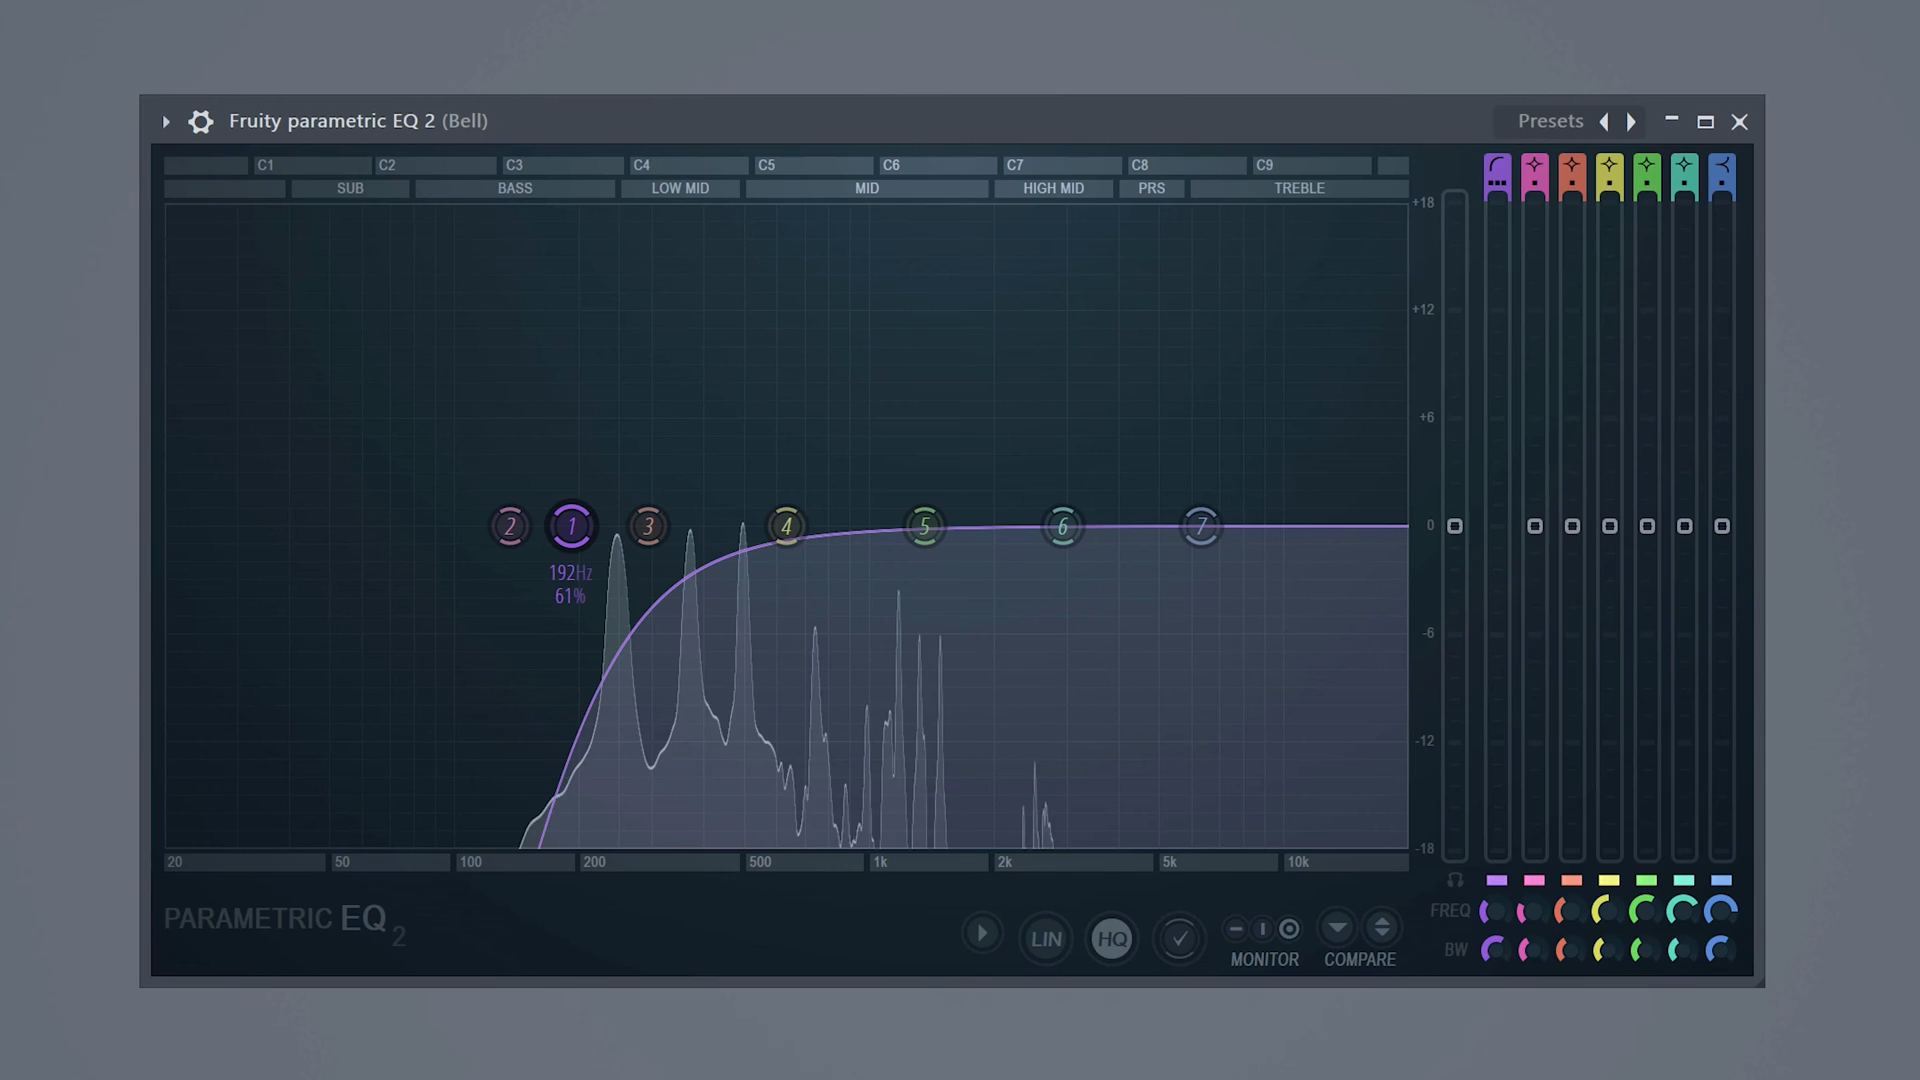 Fruity parametric EQ 2 (Bell)
Presets
C1 C2 C3 C4 C5 C6 C7 C8 C9
SUB BASS LOW MID MID HIGH MID PRS TREBLE
+18
+12
+6
2 1 3 4 5 6 7
0
192Hz
61%
-6
-12
-18
20 50 100 200 500 1k 2k 5k 10k
PARAMETRIC EQ 2
FREQ
LIN HQ
BW
MONITOR COMPARE